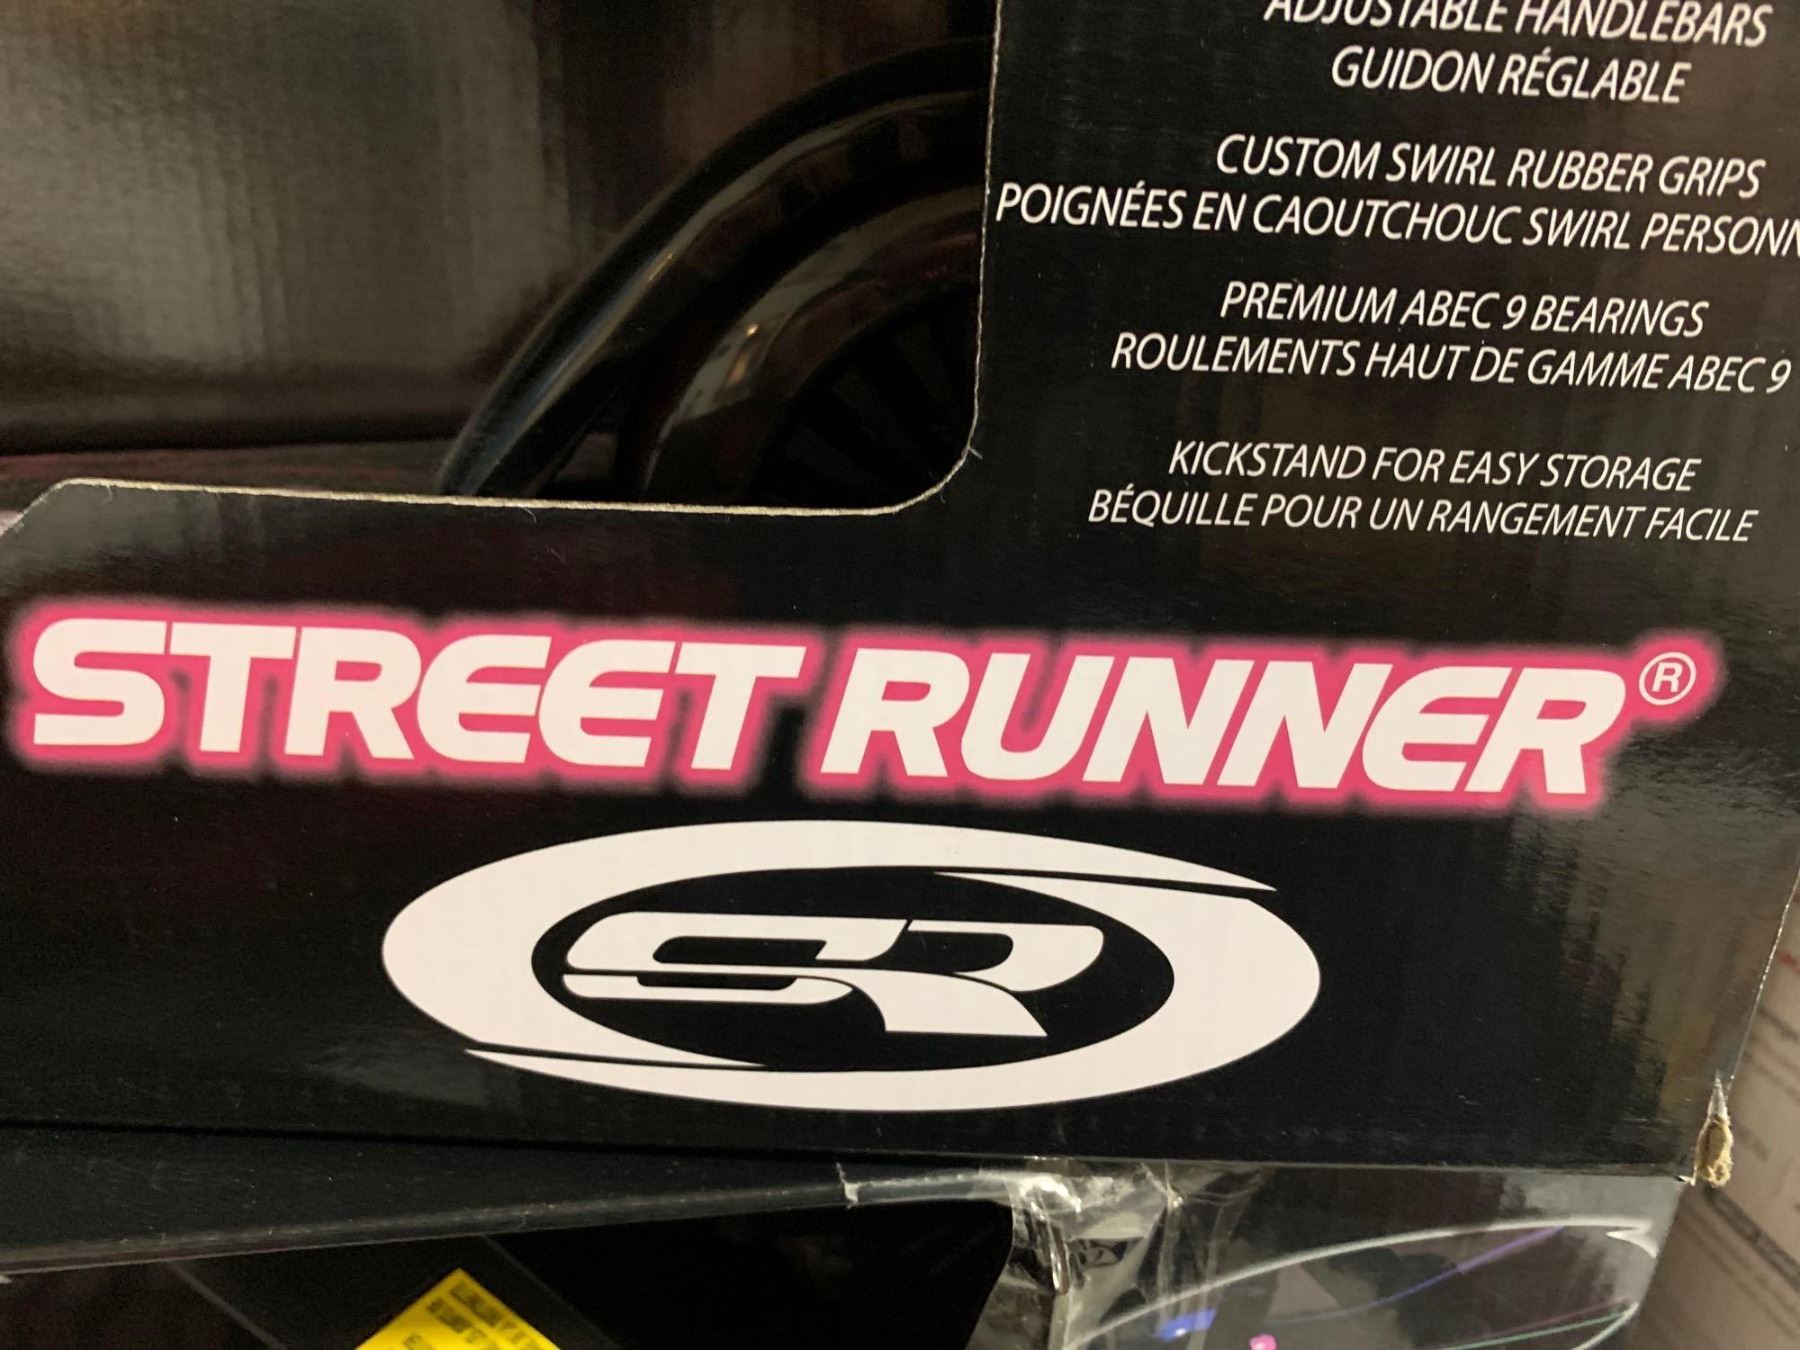 ADJUSTABLE HANDLEBARS
GUIDON RÉGLABLE
CUSTOM SWIRL RUBBER GRIPS
POIGNÉES EN CAOUTCHOUC SWIRL
PREMIUM ABEC 9 BEARINGS
ROULEMENTS HAUT DE GAMME ABEC 9
KICKSTAND FOR EASY STORAGE
BÉQUILLE POUR UN RANGEMENT FACILE
STREET RUNNER®
SR